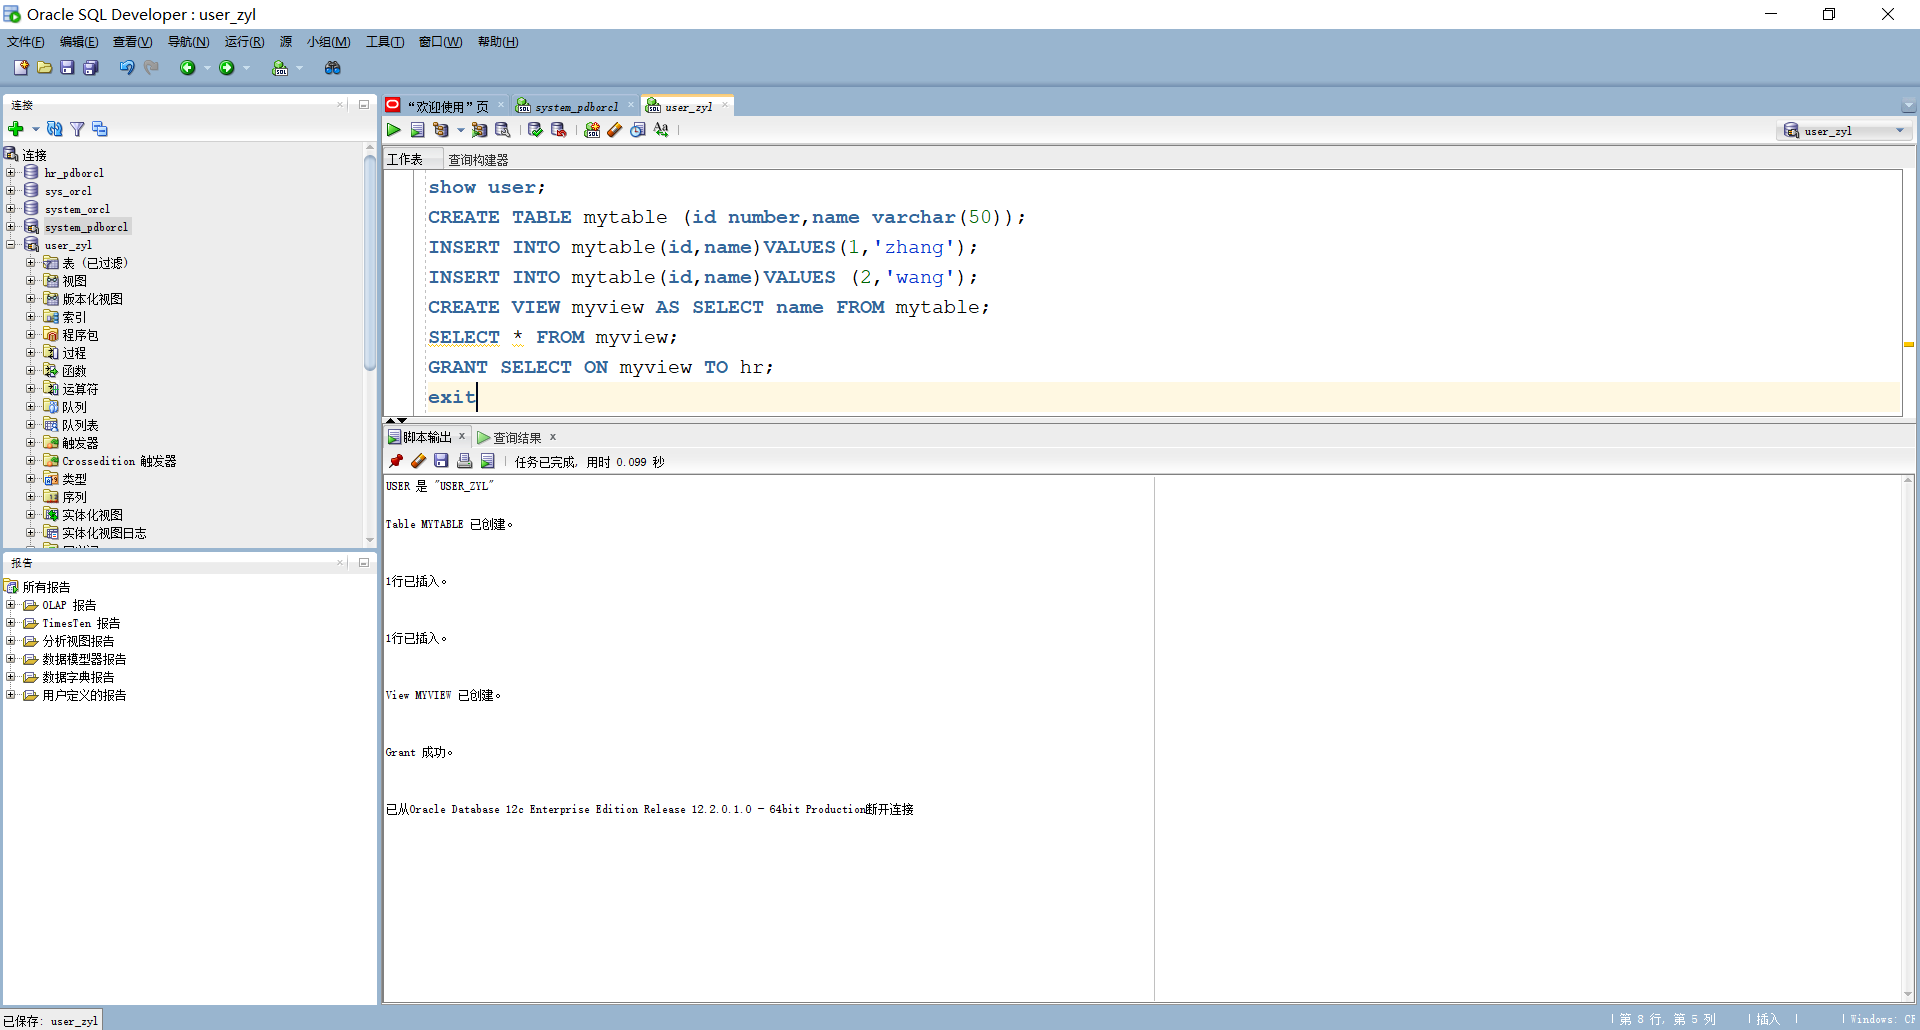 Oracle SQL Developer : user_zyl
文件(F) 编辑(E) 查看(V) 导航(N) 运行(R) 源 小组(M) 工具(T) 窗口(W) 帮助(H)
连接
连接
hr_pdborcl
sys_orcl
system_orcl
system_pdborcl
user_zyl
表 (已过滤)
视图
版本化视图
索引
程序包
过程
函数
运算符
队列
队列表
触发器
Crossedition 触发器
类型
序列
实体化视图
实体化视图日志
报告
所有报告
OLAP 报告
TimesTen 报告
分析视图报告
数据模型器报告
数据字典报告
用户定义的报告
“欢迎使用”页 system_pdborcl user_zyl
user_zyl
工作表 查询构建器
show user;
CREATE TABLE mytable (id number,name varchar(50));
INSERT INTO mytable(id,name)VALUES(1,'zhang');
INSERT INTO mytable(id,name)VALUES (2,'wang');
CREATE VIEW myview AS SELECT name FROM mytable;
SELECT * FROM myview;
GRANT SELECT ON myview TO hr;
exit
脚本输出 x 查询结果 x
任务已完成, 用时 0.099 秒
USER 是 "USER_ZYL"
Table MYTABLE 已创建。
1行已插入。
1行已插入。
View MYVIEW 已创建。
Grant 成功。
已从Oracle Database 12c Enterprise Edition Release 12.2.0.1.0 - 64bit Production断开连接
已保存: user_zyl
第 8 行, 第 5 列 插入 Windows: CF